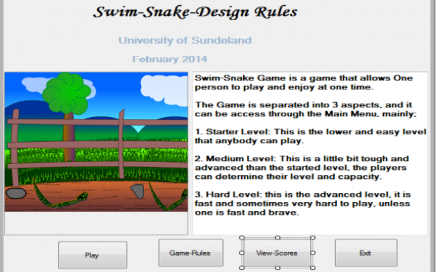 Swim-Snake-Design Rules
University of Sundeland
February 2014
Swim-Snake Game is a game that allows One
person to play and enjoy at one time.
The Game is separated into 3 aspects, and it
can be access through the Main Menu, mainly;
1. Starter Level: This is the lower and easy level
that anybody can play.
2. Medium Level: This is a little bit tough and
advanced than the started level, the players
can determine their level and capacity.
3. Hard Level: this is the advanced level, it is
fast and sometimes very hard to play, unless
one is fast and brave.
Play
Game-Rules
View-Scores
Exit